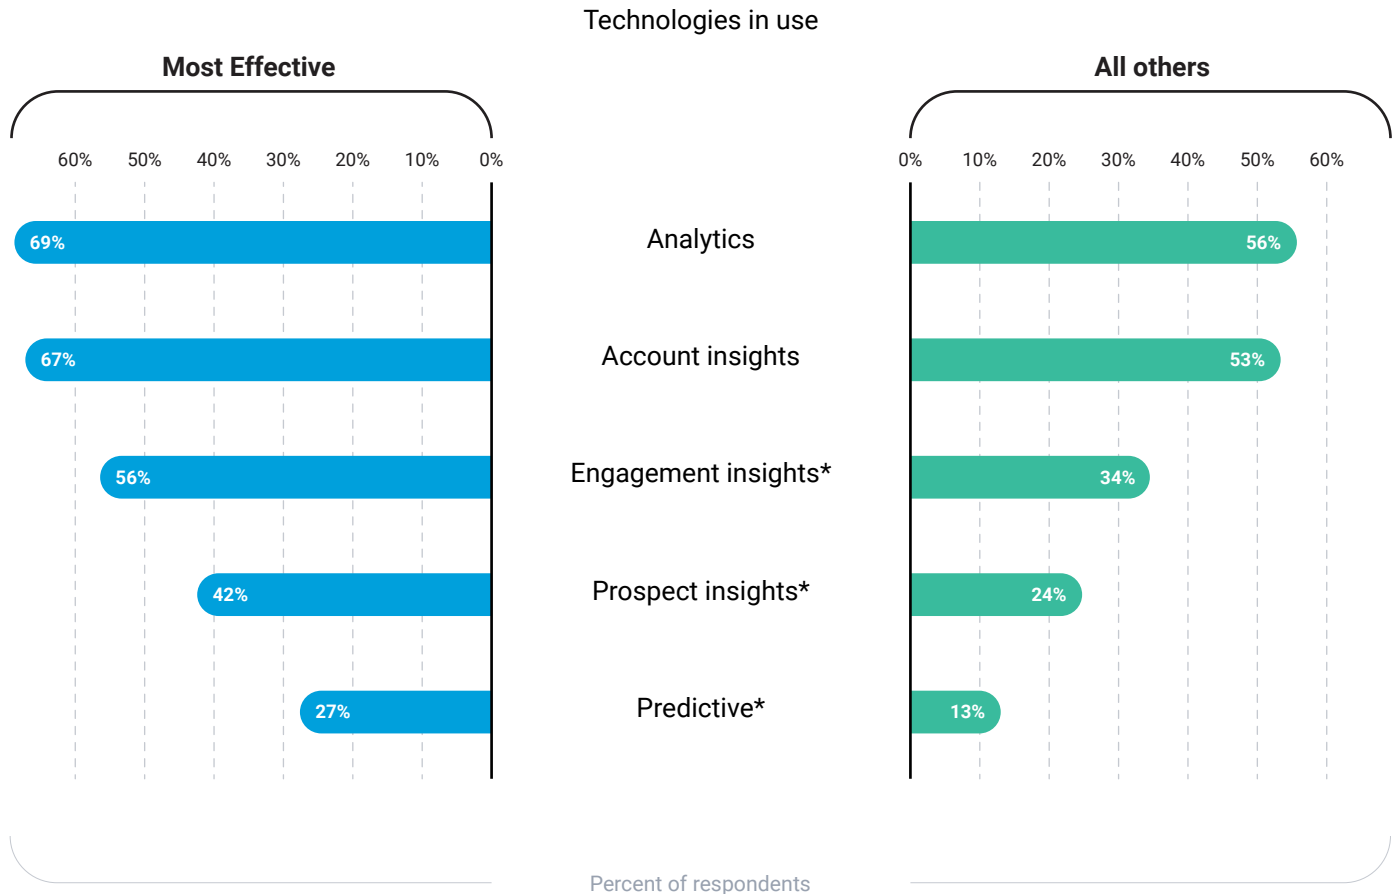 Technologies in use
Most Effective
All others
60% 50% 40% 30% 20% 10% 0%
0% 10% 20% 30% 40% 50% 60%
69% Analytics 56%
67% Account insights 53%
56% Engagement insights* 34%
42% Prospect insights* 24%
27% Predictive* 13%
Percent of respondents